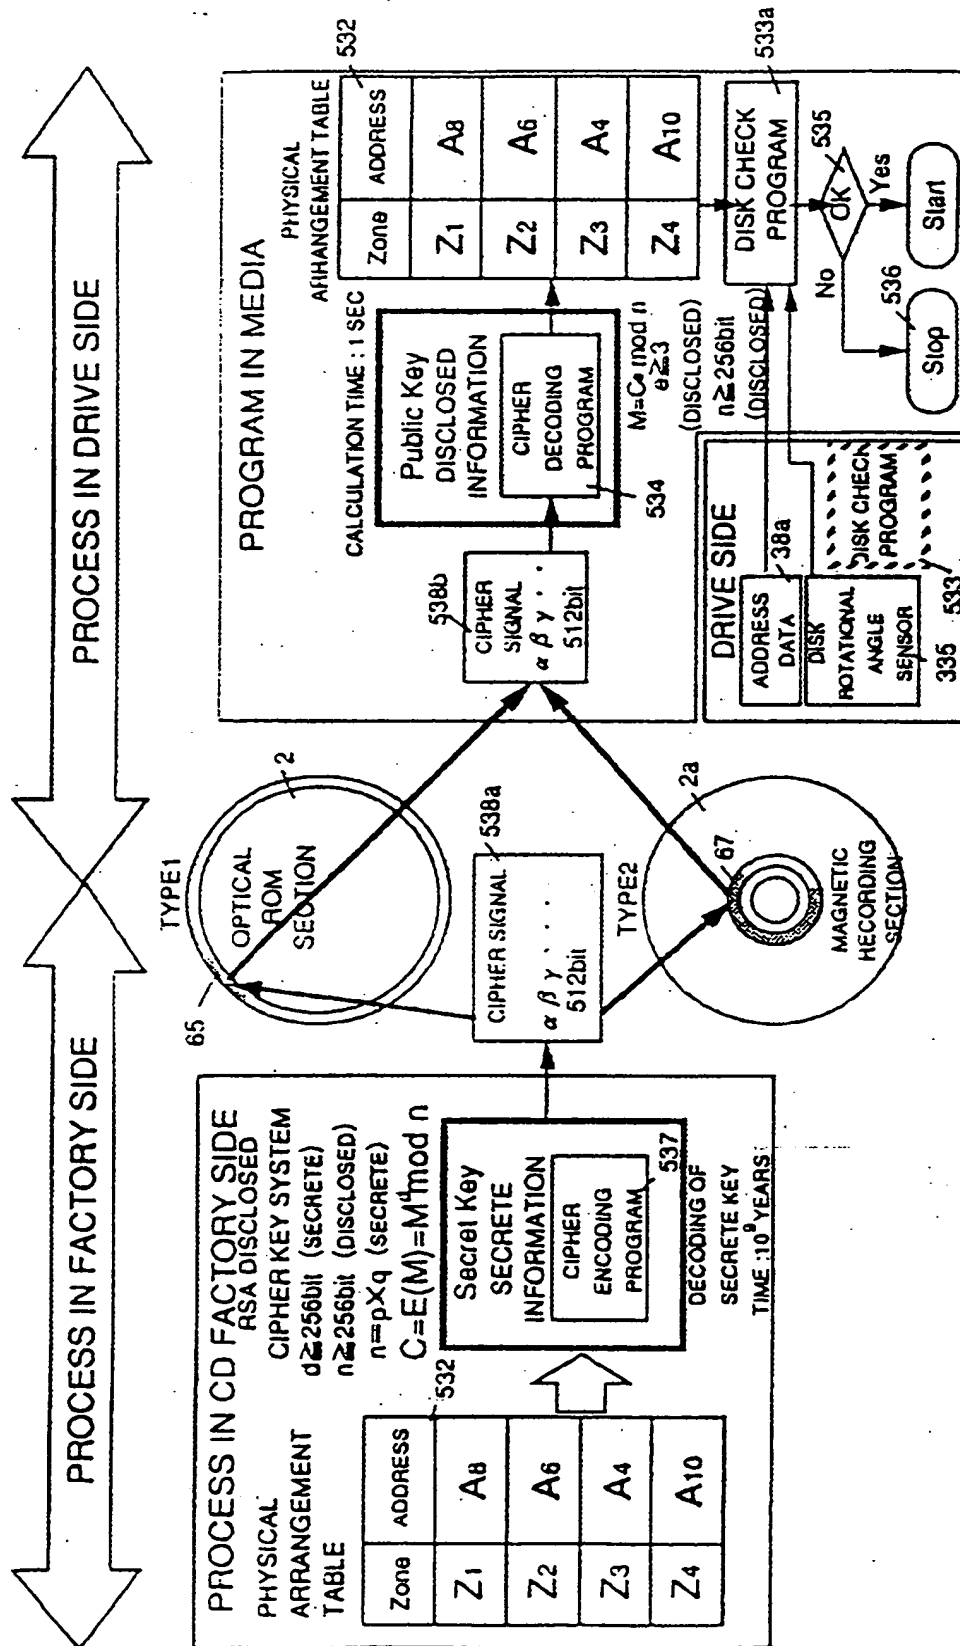 PROCESS IN FACTORY SIDE
PROCESS IN DRIVE SIDE
PROCESS IN CD FACTORY SIDE
RSA DISCLOSED
CIPHER KEY SYSTEM
d≧256bit (SECRETE)
n≧256bit (DISCLOSED)
n=p×q (SECRETE)
C=E(M)=M^d mod n
PHYSICAL
ARRANGEMENT
TABLE
532
Zone ADDRESS
Z1 A8
Z2 A6
Z3 A4
Z4 A10
Secret Key
SECRETE
INFORMATION
CIPHER
ENCODING
PROGRAM
537
DECODING OF
SECRETE KEY
TIME : 10^9 YEARS
TYPE1
65
2
OPTICAL
ROM
SECTION
CIPHER SIGNAL
538a
α β γ · · · ·
512bit
TYPE2
2a
67
MAGNETIC
RECORDING
SECTION
PROGRAM IN MEDIA
CALCULATION TIME : 1 SEC
538b
CIPHER
SIGNAL
α β γ · ·
512bit
Public Key
DISCLOSED
INFORMATION
CIPHER
DECODING
PROGRAM
534
M=C^e mod n
e≧3
(DISCLOSED)
n≧256bit
(DISCLOSED)
PHYSICAL
ARRANGEMENT TABLE
532
Zone ADDRESS
Z1 A8
Z2 A6
Z3 A4
Z4 A10
DISK CHECK
PROGRAM
533a
OK
535
No
Yes
536
Stop
Start
DRIVE SIDE
ADDRESS
DATA
38a
DISK
ROTATIONAL
ANGLE
SENSOR
335
DISK CHECK
PROGRAM
533